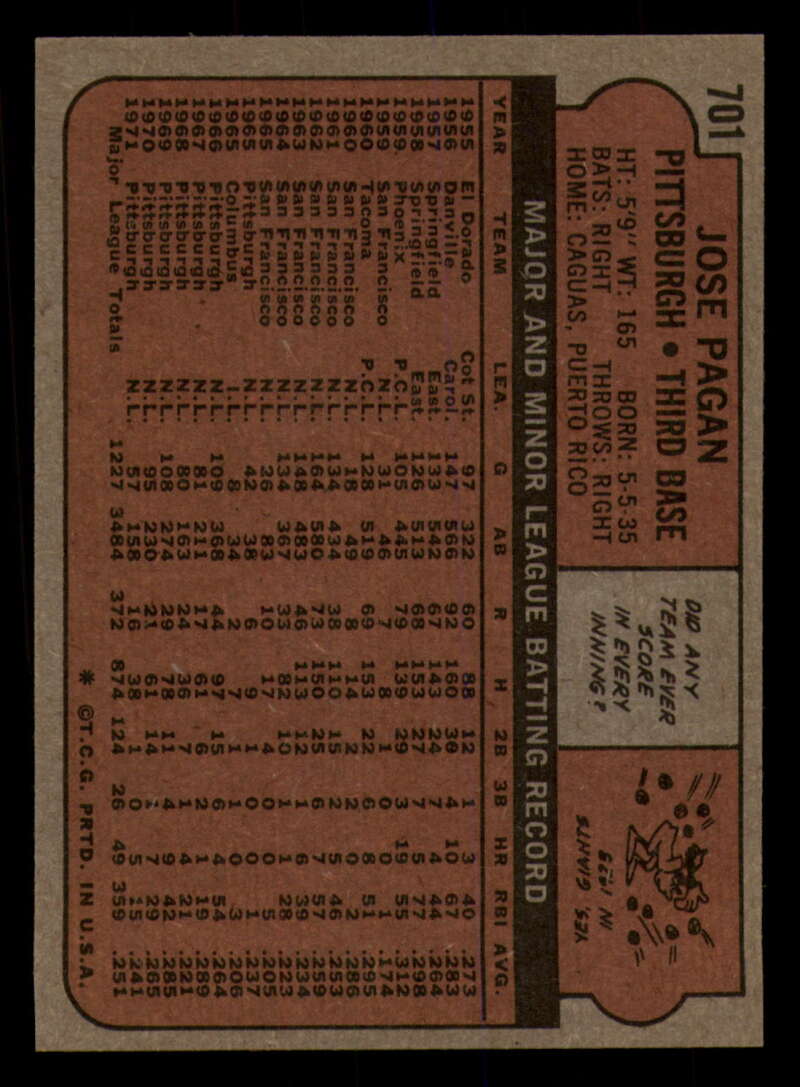 701
JOSE PAGAN
PITTSBURGH • THIRD BASE
HT: 5'9" WT: 165 BORN: 5-5-35
BATS: RIGHT THROWS: RIGHT
HOME: CAGUAS, PUERTO RICO
DID ANY
TEAM EVER
SCORE
IN EVERY
INNING?
YES, GIANTS
IN 1923
MAJOR AND MINOR LEAGUE BATTING RECORD
YEAR TEAM LEA. G AB R H 2B 3B HR RBI AVG.
1955 El Dorado Cot St. 97 322 60 88 12 1 3 40 .273
1956 Danville Carol. 147 566 92 160 38 4 10 67 .283
1957 Springfield East. 133 542 67 143 24 7 4 44 .264
1958 Springfield East. 126 513 68 153 27 7 5 77 .298
1959 Phoenix P.C.L. 105 445 79 139 29 3 19 55 .312
1959 San Francisco N.L. 31 46 7 8 1 0 0 1 .174
1960 Tacoma P.C.L. 128 519 69 153 22 6 8 51 .295
1960 San Francisco N.L. 18 49 8 14 2 2 0 2 .286
1961 San Francisco N.L. 134 434 38 110 15 2 5 46 .253
1962 San Francisco N.L. 164 580 73 150 25 6 7 57 .259
1963 San Francisco N.L. 148 483 46 113 12 1 6 39 .234
1964 San Francisco N.L. 134 367 33 82 10 1 1 28 .223
1965 San Francisco N.L. 26 83 10 17 4 0 0 5 .205
1965 Pittsburgh N.L. 42 38 6 9 1 0 0 1 .237
1965 Columbus I.L. 8 34 2 7 1 1 0 3 .206
1966 Pittsburgh N.L. 109 368 44 97 15 6 4 54 .264
1967 Pittsburgh N.L. 81 211 17 61 6 2 1 19 .289
1968 Pittsburgh N.L. 80 163 24 36 7 1 4 21 .221
1969 Pittsburgh N.L. 108 274 29 78 11 4 9 42 .285
1970 Pittsburgh N.L. 95 230 21 61 14 1 7 29 .265
1971 Pittsburgh N.L. 57 158 16 38 1 0 5 15 .241
Major League Totals 1227 3484 372 874 124 26 49 359 .251
* ©T.C.G. PRTD. IN U.S.A.